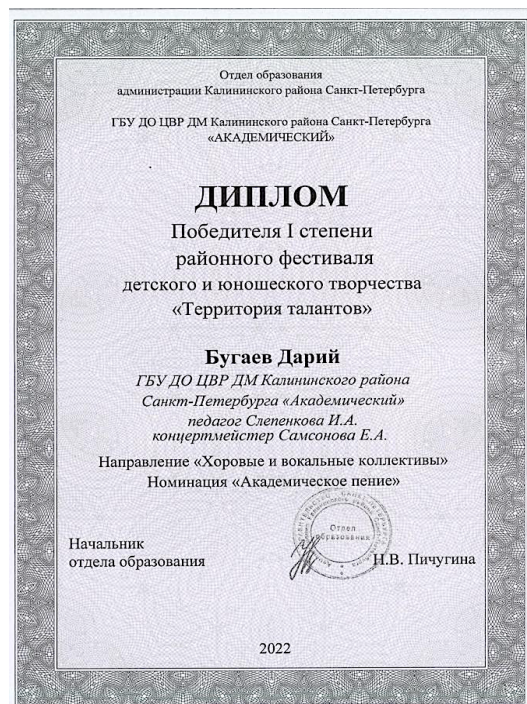 Отдел образования
администрации Калининского района Санкт-Петербурга
ГБУ ДО ЦВР ДМ Калининского района Санкт-Петербурга
«АКАДЕМИЧЕСКИЙ»
ДИПЛОМ
Победителя I степени
районного фестиваля
детского и юношеского творчества
«Территория талантов»
Бугаев Дарий
ГБУ ДО ЦВР ДМ Калининского района
Санкт-Петербурга «Академический»
педагог Слепенкова И.А.
концертмейстер Самсонова Е.А.
Направление «Хоровые и вокальные коллективы»
Номинация «Академическое пение»
Отдел
образования
Начальник
отдела образования
Н.В. Пичугина
2022